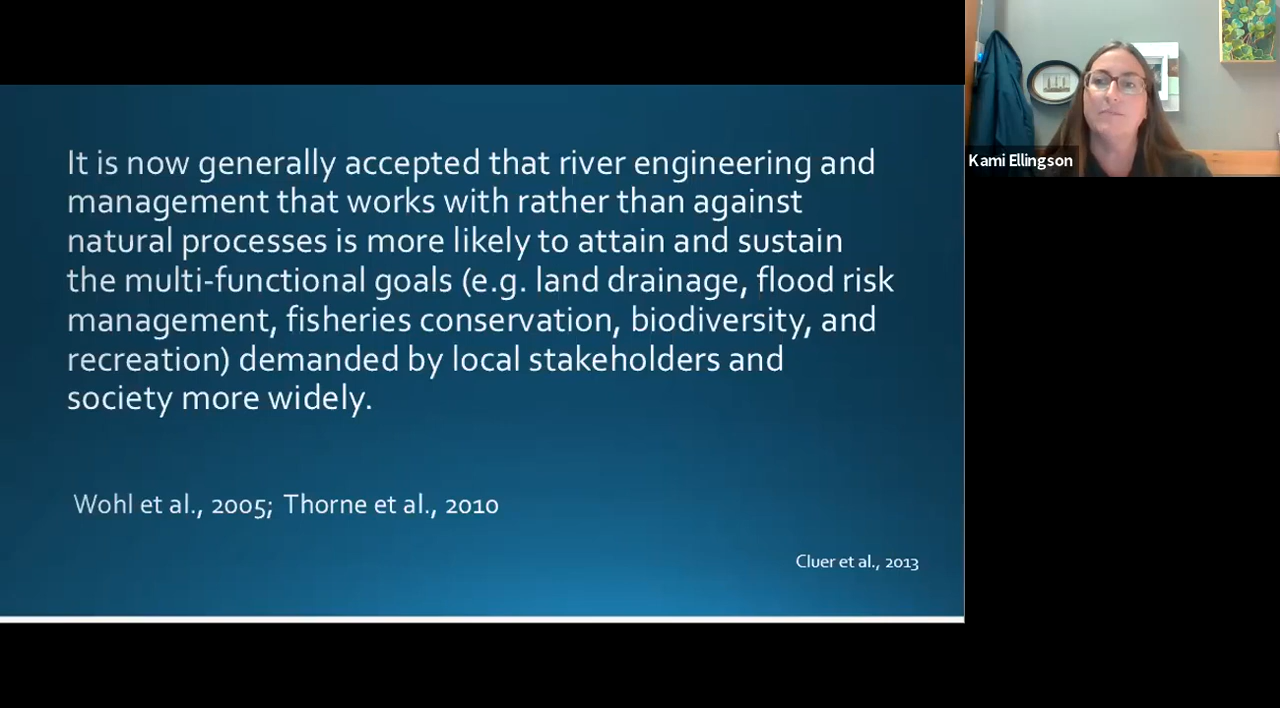 It is now generally accepted that river engineering and
management that works with rather than against
natural processes is more likely to attain and sustain
the multi-functional goals (e.g. land drainage, flood risk
management, fisheries conservation, biodiversity, and
recreation) demanded by local stakeholders and
society more widely.
Wohl et al., 2005; Thorne et al., 2010
Cluer et al., 2013
Kami Ellingson